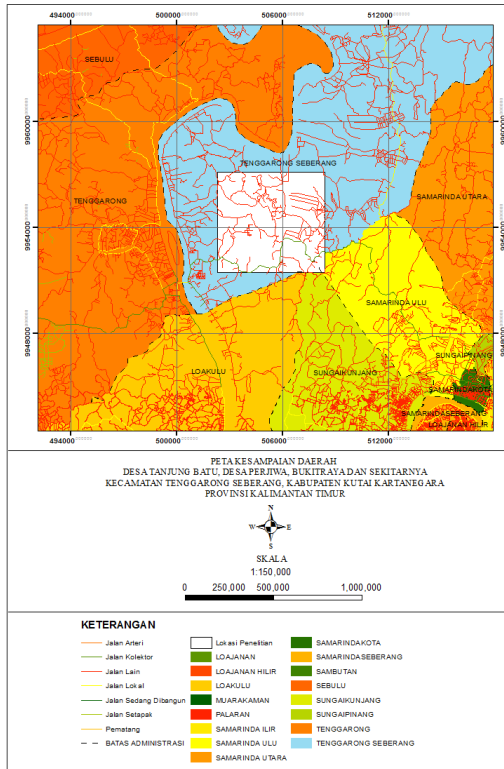 494000 500000 506000 512000
SEBULU
9960000 9960000
TENGGARONG SEBERANG
TENGGARONG
SAMARINDA UTARA
9954000 9954000
SAMARINDA ULU
9948000 9948000
SUNGAIPINANG
LOAKULU
SUNGAIKUNJANG
SAMARINDAKOTA
SAMARINDASEBERANG
LOAJANAN HILIR
494000 500000 506000 512000
PETA KESAMPAIAN DAERAH
DESA TANJUNG BATU, DESA PERJIWA, BUKITRAYA DAN SEKITARNYA
KECAMATAN TENGGARONG SEBERANG, KABUPATEN KUTAI KARTANEGARA
PROVINSI KALIMANTAN TIMUR
N
W E
S
SKALA
1:150,000
0 250,000 500,000 1,000,000
KETERANGAN
Jalan Arteri
Jalan Kolektor
Jalan Lain
Jalan Lokal
Jalan Sedang Dibangun
Jalan Setapak
Pematang
BATAS ADMINISTRASI
Lokasi Penelitian
LOAJANAN
LOAJANAN HILIR
LOAKULU
MUARAKAMAN
PALARAN
SAMARINDA ILIR
SAMARINDA ULU
SAMARINDA UTARA
SAMARINDAKOTA
SAMARINDASEBERANG
SAMBUTAN
SEBULU
SUNGAIKUNJANG
SUNGAIPINANG
TENGGARONG
TENGGARONG SEBERANG